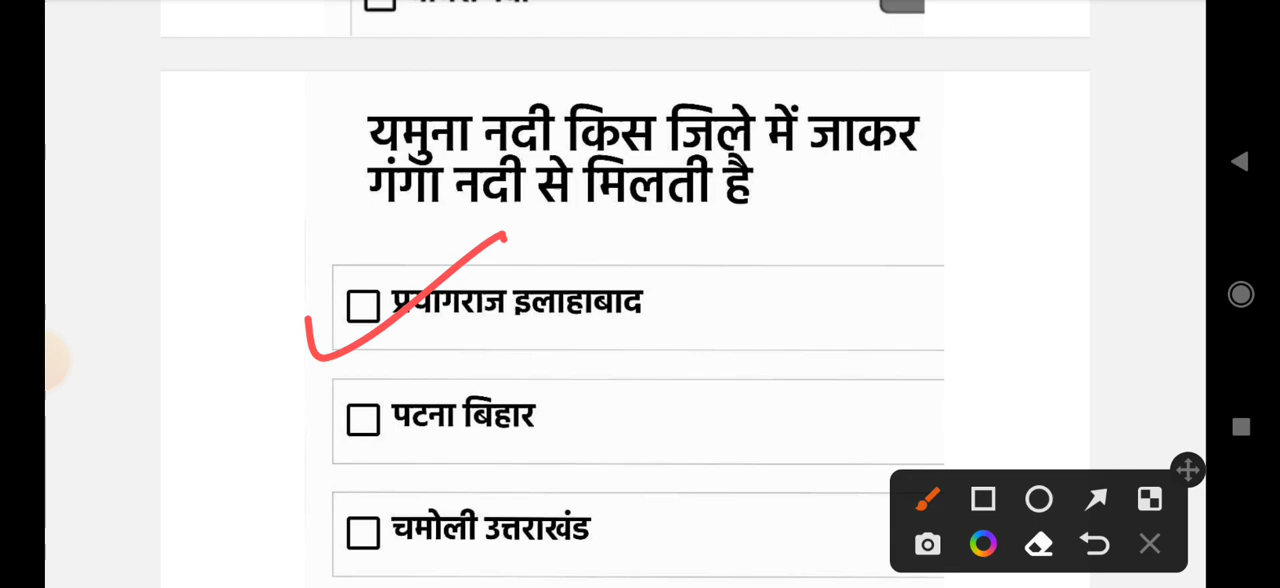 यमुना नदी किस जिले में जाकर
गंगा नदी से मिलती है
प्रयागराज इलाहाबाद
पटना बिहार
चमोली उत्तराखंड